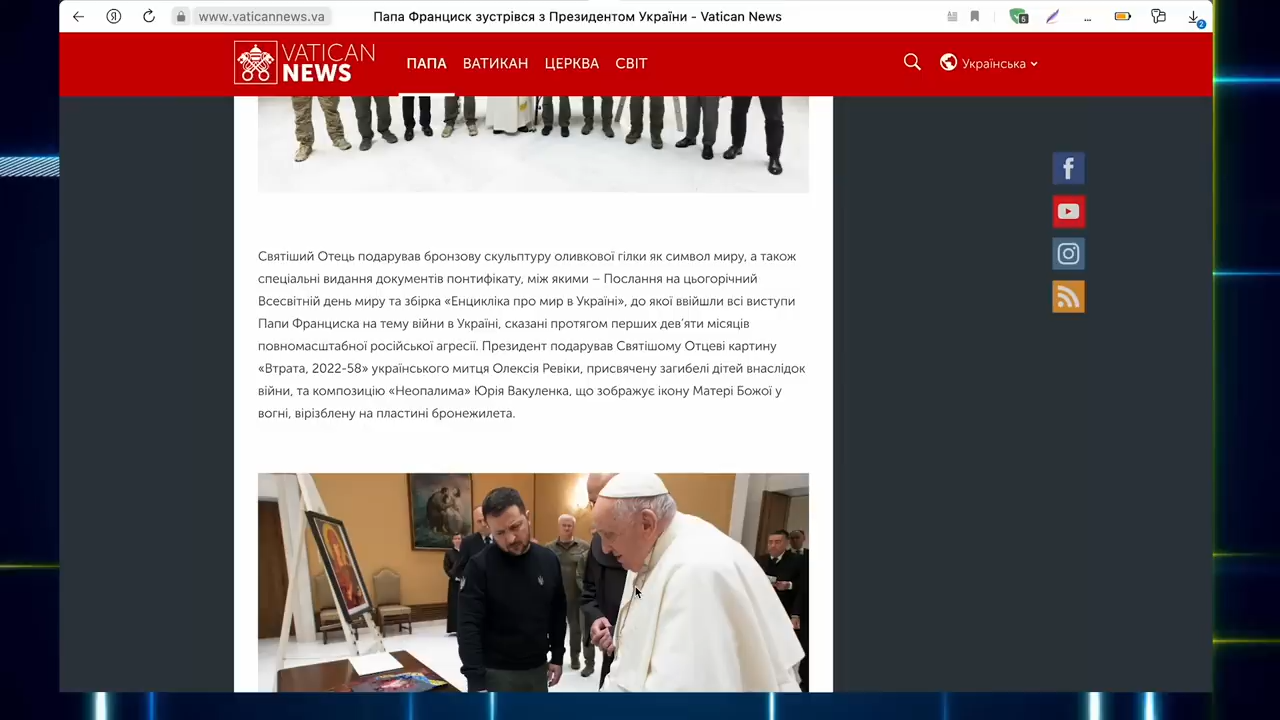 www.vaticannews.va
Папа Франциск зустрівся з Президентом України - Vatican News
VATICAN
NEWS
ПАПА ВАТИКАН ЦЕРКВА СВІТ
Українська
Святіший Отець подарував бронзову скульптуру оливкової гілки як символ миру, а також
спеціальні видання документів понтифікату, між якими – Послання на цьогорічний
Всесвітній день миру та збірка «Енцикліка про мир в Україні», до якої ввійшли всі виступи
Папи Франциска на тему війни в Україні, сказані протягом перших дев’яти місяців
повномасштабної російської агресії. Президент подарував Святішому Отцеві картину
«Втрата, 2022-58» українського митця Олексія Ревіки, присвячену загибелі дітей внаслідок
війни, та композицію «Неопалима» Юрія Вакуленка, що зображує ікону Матері Божої у
вогні, вірізблену на пластині бронежилета.